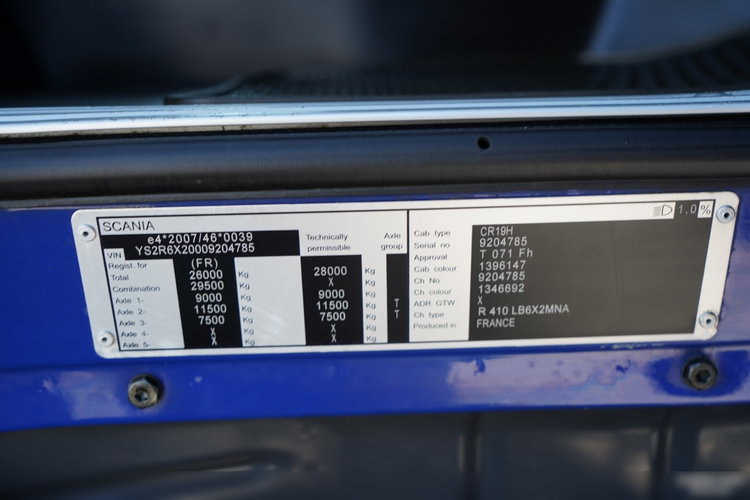 SCANIA
1,0 %
e4*2007/46*0039
VIN YS2R6X20009204785
Technically permissible
Axle group
Regist. for (FR)
Total 26000 Kg 28000 Kg
Combination 29500 Kg X Kg
Axle 1- 9000 Kg 9000 Kg
Axle 2- 11500 Kg 11500 Kg T
Axle 3- 7500 Kg 7500 Kg T
Axle 4- X Kg X Kg
Axle 5- X Kg X Kg
Cab type CR19H
Serial no 9204785
Approval T 071 Fh
Cab colour 1396147
Ch No 9204785
Ch colour 1346692
ADR GTW X
Ch type R 410 LB6X2MNA
Produced in FRANCE